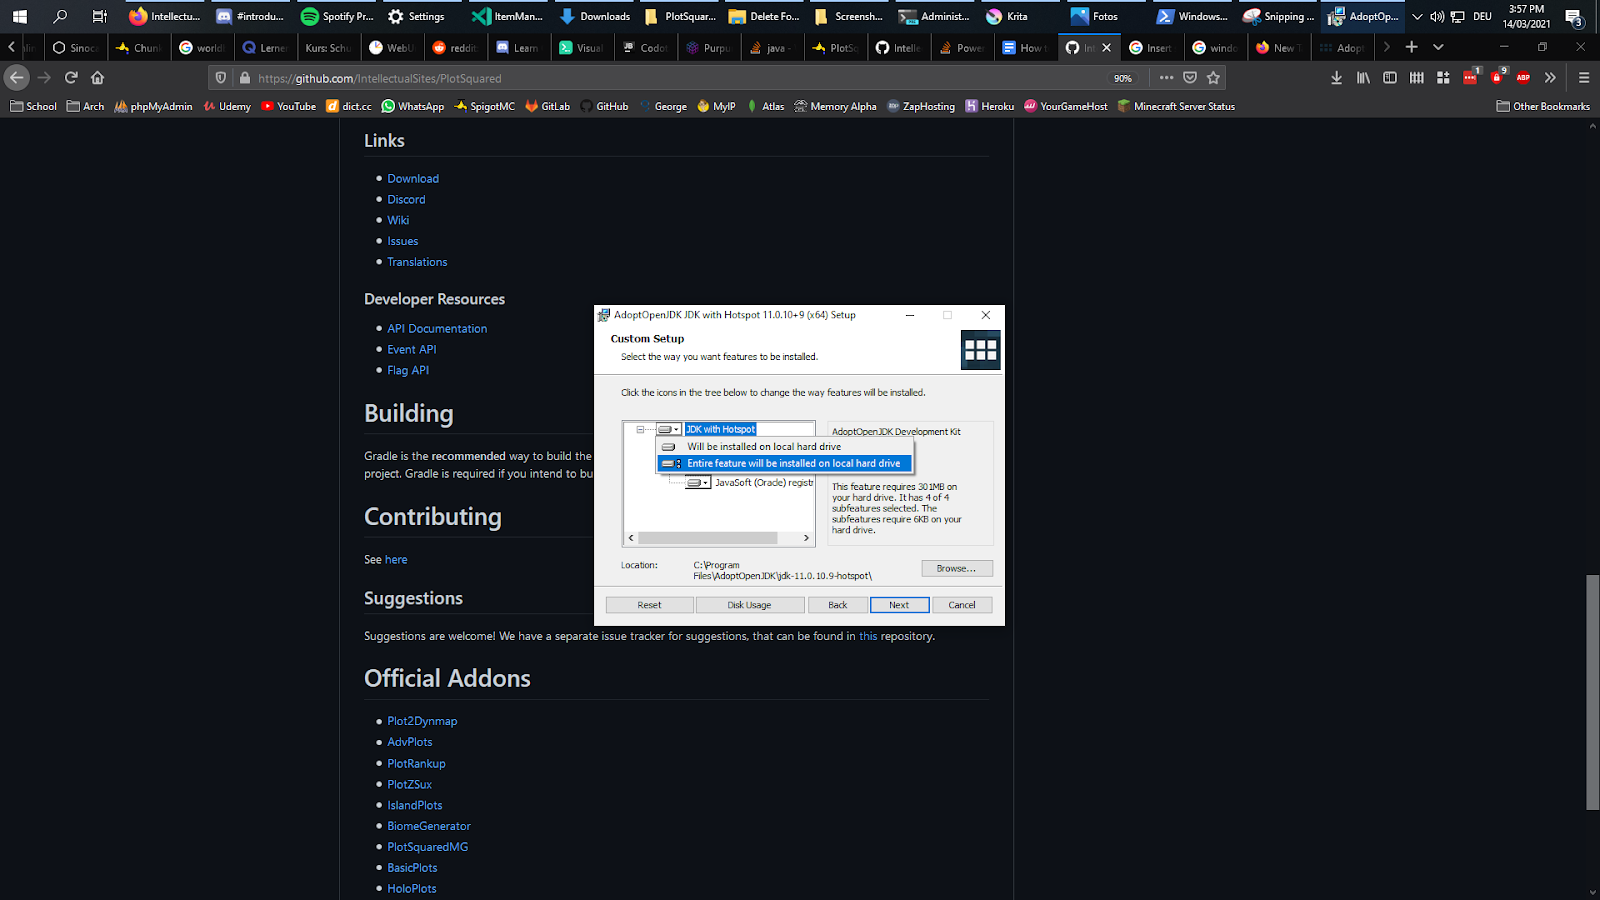 Intellectu...
#introdu...
Spotify Pr...
Settings
ItemMan...
Downloads
PlotSquar...
Delete Fo...
Screensh...
Administ...
Krita
Fotos
Windows...
Snipping ...
AdoptOp...
DEU
3:57 PM
14/03/2021
3
Sinoca
Chunk
world
Lerne
Kurs: Schu
WebU
reddit
Learn
Visual
Codot
Purpu
java -
PlotSq
Intelle
Power
How t
Int
Insert
windo
New T
Adopt
https://github.com/IntellectualSites/PlotSquared
90%
1
9
ABP
School
Arch
phpMyAdmin
Udemy
YouTube
dict.cc
WhatsApp
SpigotMC
GitLab
GitHub
George
MyIP
Atlas
Memory Alpha
ZapHosting
Heroku
YourGameHost
Minecraft Server Status
Other Bookmarks
Links
Download
Discord
Wiki
Issues
Translations
Developer Resources
API Documentation
Event API
Flag API
Building
Gradle is the recommended way to build the
project. Gradle is required if you intend to bu
Contributing
See here
Suggestions
Suggestions are welcome! We have a separate issue tracker for suggestions, that can be found in this repository.
Official Addons
Plot2Dynmap
AdvPlots
PlotRankup
PlotZSux
IslandPlots
BiomeGenerator
PlotSquaredMG
BasicPlots
HoloPlots
AdoptOpenJDK JDK with Hotspot 11.0.10+9 (x64) Setup
Custom Setup
Select the way you want features to be installed.
Click the icons in the tree below to change the way features will be installed.
JDK with Hotspot
Will be installed on local hard drive
Entire feature will be installed on local hard drive
JavaSoft (Oracle) registr
AdoptOpenJDK Development Kit
This feature requires 301MB on
your hard drive. It has 4 of 4
subfeatures selected. The
subfeatures require 6KB on your
hard drive.
Location:
C:\Program
Files\AdoptOpenJDK\jdk-11.0.10.9-hotspot\
Browse...
Reset
Disk Usage
Back
Next
Cancel